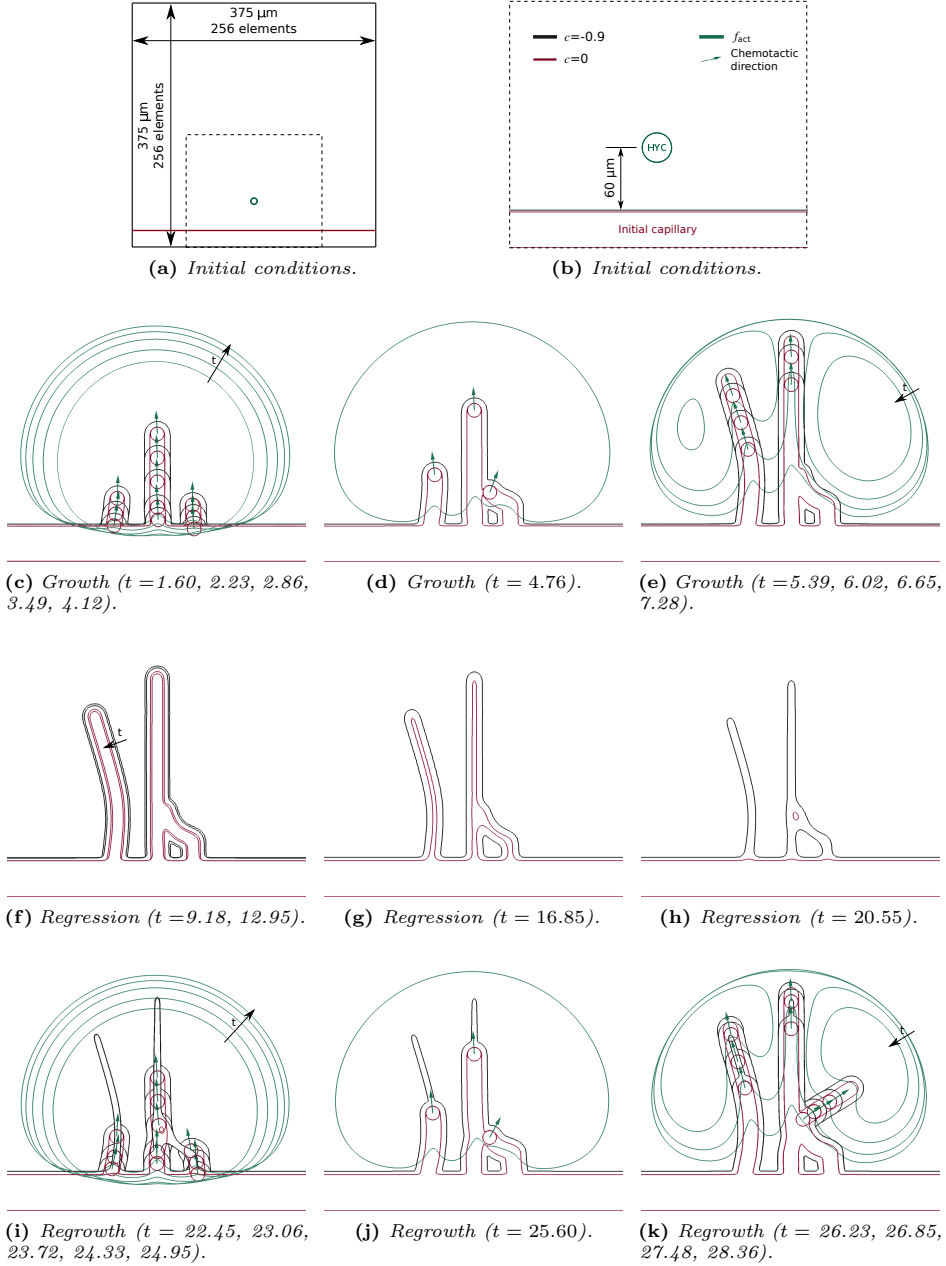 375 µm
256 elements
375 µm
256 elements
(a) Initial conditions.
c=-0.9
c=0
fact
Chemotactic
direction
HYC
60 µm
Initial capillary
(b) Initial conditions.
t
(c) Growth (t =1.60, 2.23, 2.86,
3.49, 4.12).
(d) Growth (t = 4.76).
t
(e) Growth (t =5.39, 6.02, 6.65,
7.28).
t
(f) Regression (t =9.18, 12.95).
(g) Regression (t = 16.85).
(h) Regression (t = 20.55).
t
(i) Regrowth (t = 22.45, 23.06,
23.72, 24.33, 24.95).
(j) Regrowth (t = 25.60).
t
(k) Regrowth (t = 26.23, 26.85,
27.48, 28.36).